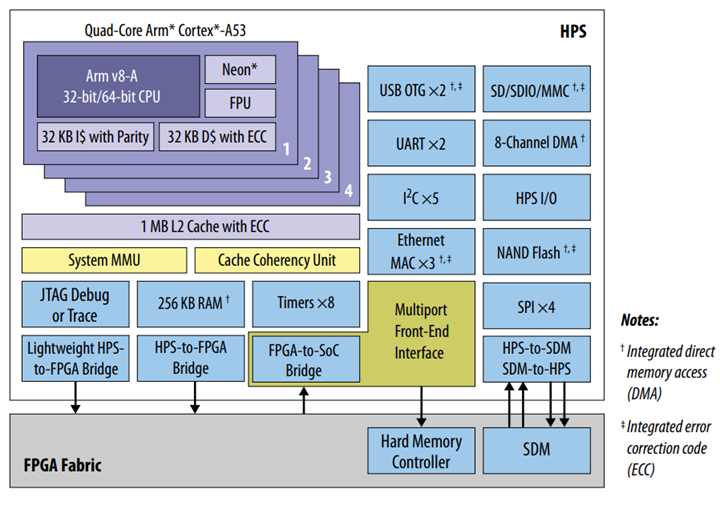 Quad-Core Arm* Cortex*-A53
HPS
Arm v8-A
32-bit/64-bit CPU
Neon*
FPU
32 KB I$ with Parity
32 KB D$ with ECC
1
2
3
4
1 MB L2 Cache with ECC
System MMU
Cache Coherency Unit
JTAG Debug
or Trace
256 KB RAM †
Timers ×8
Lightweight HPS-
to-FPGA Bridge
HPS-to-FPGA
Bridge
FPGA-to-SoC
Bridge
USB OTG ×2 †, ‡
SD/SDIO/MMC †, ‡
UART ×2
8-Channel DMA †
I²C ×5
HPS I/O
Ethernet
MAC ×3 †, ‡
NAND Flash †, ‡
Multiport
Front-End
Interface
SPI ×4
HPS-to-SDM
SDM-to-HPS
FPGA Fabric
Hard Memory
Controller
SDM
Notes:
† Integrated direct
memory access
(DMA)
‡ Integrated error
correction code
(ECC)